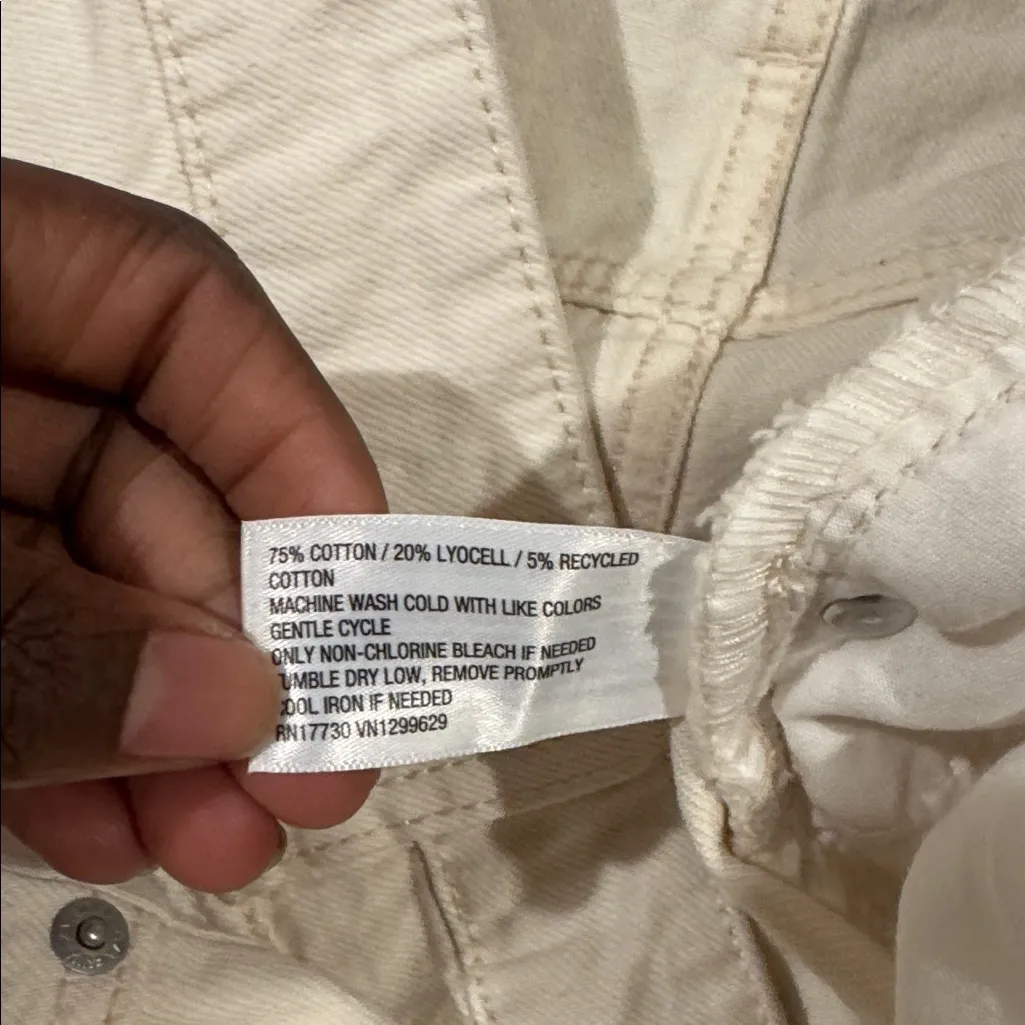 75% COTTON / 20% LYOCELL / 5% RECYCLED
COTTON
MACHINE WASH COLD WITH LIKE COLORS
GENTLE CYCLE
ONLY NON-CHLORINE BLEACH IF NEEDED
TUMBLE DRY LOW, REMOVE PROMPTLY
COOL IRON IF NEEDED
RN17730 VN1299629